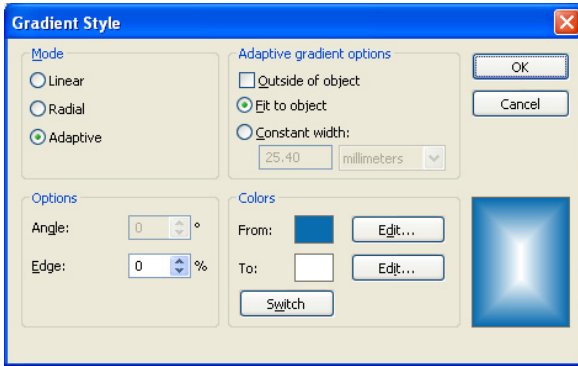 Gradient Style
Mode
Linear
Radial
Adaptive
Adaptive gradient options
Outside of object
Fit to object
Constant width:
25.40 millimeters
OK
Cancel
Options
Angle: 0 °
Edge: 0 %
Colors
From: Edit...
To: Edit...
Switch